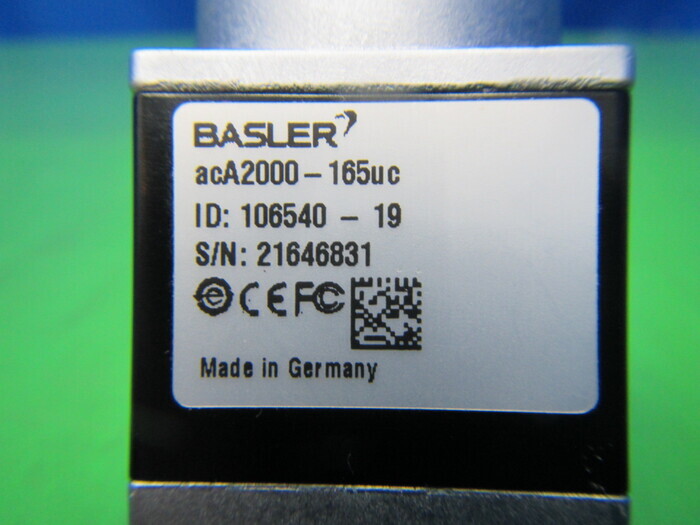 BASLER
acA2000-165uc
ID: 106540 - 19
S/N: 21646831
CE FC
Made in Germany